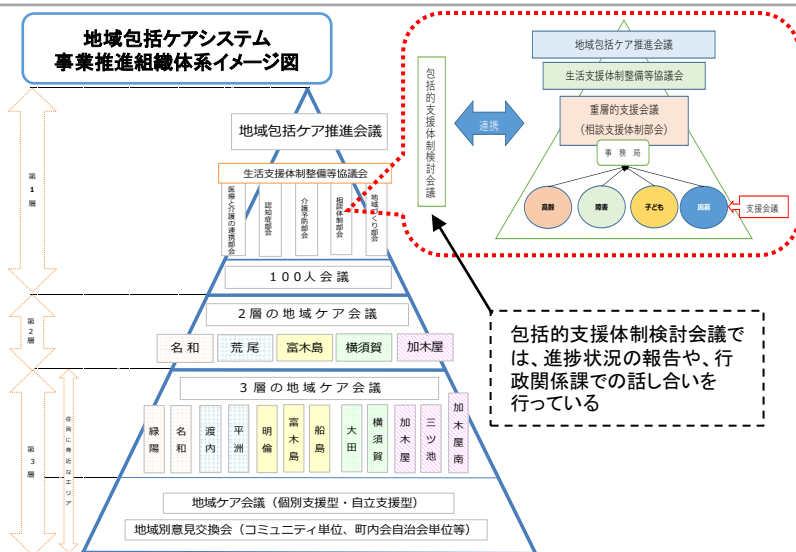 地域包括ケアシステム
事業推進組織体系イメージ図
第1層
第2層
第3層
住民に身近なエリア
地域包括ケア推進会議
生活支援体制整備等協議会
医療と介護の連携部会
認知症部会
介護予防部会
相談体制部会
地域づくり部会
100人会議
2層の地域ケア会議
名和
荒尾
富木島
横須賀
加木屋
3層の地域ケア会議
緑陽
名和
渡内
平洲
明倫
富木島
船島
大田
横須賀
加木屋
三ツ池
加木屋南
地域ケア会議（個別支援型・自立支援型）
地域別意見交換会（コミュニティ単位、町内会自治会単位等）
包括的支援体制検討会議
連携
地域包括ケア推進会議
生活支援体制整備等協議会
重層的支援会議
（相談支援体制部会）
事務局
高齢
障害
子ども
困窮
支援会議
包括的支援体制検討会議で
は、進捗状況の報告や、行
政関係課での話し合いを
行っている